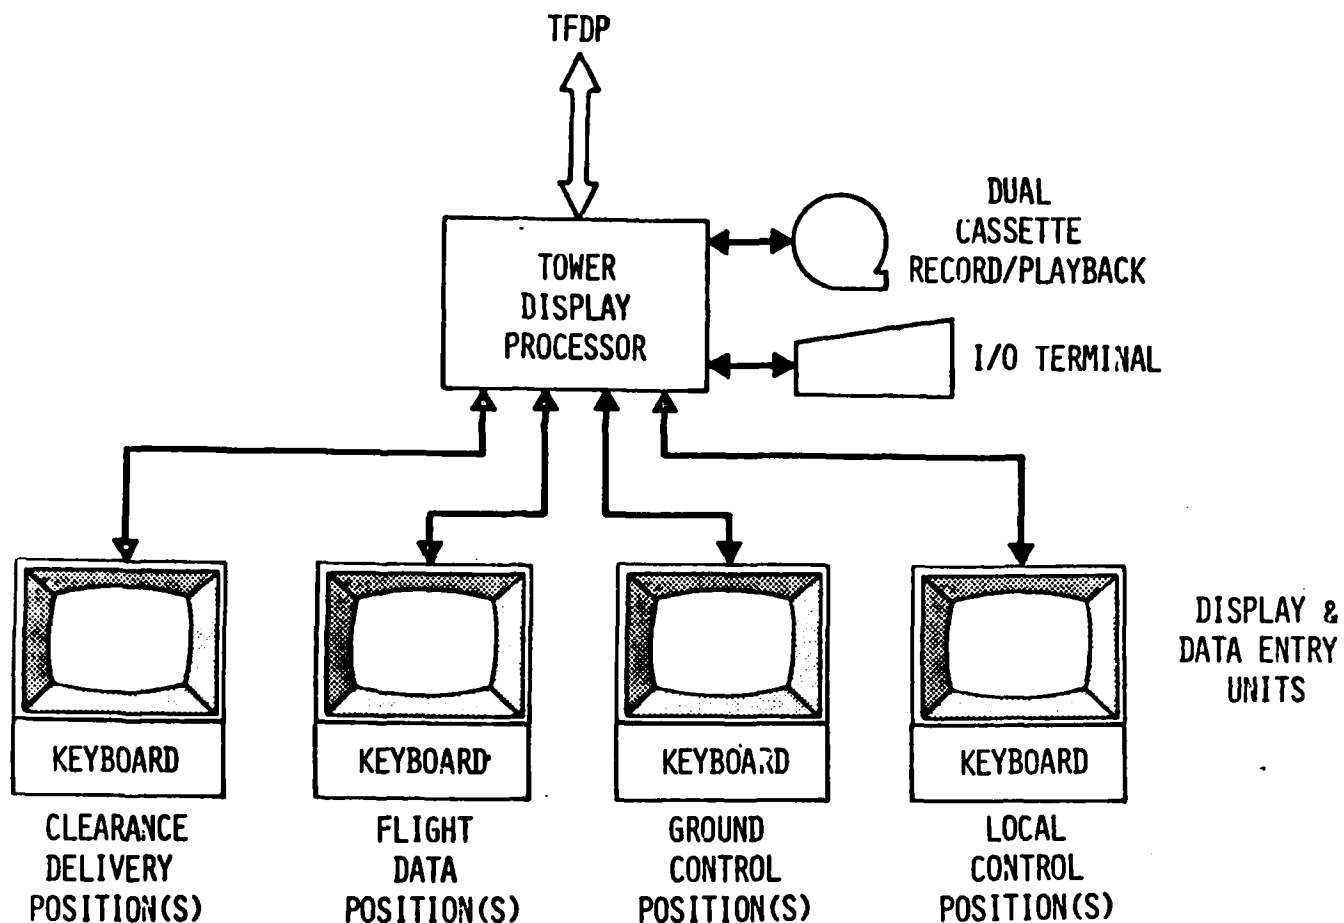 TFDP
DUAL
CASSETTE
RECORD/PLAYBACK
TOWER
DISPLAY
PROCESSOR
I/O TERMINAL
DISPLAY &
DATA ENTRY
UNITS
KEYBOARD
KEYBOARD
KEYBOARD
KEYBOARD
CLEARANCE
DELIVERY
POSITION(S)
FLIGHT
DATA
POSITION(S)
GROUND
CONTROL
POSITION(S)
LOCAL
CONTROL
POSITION(S)